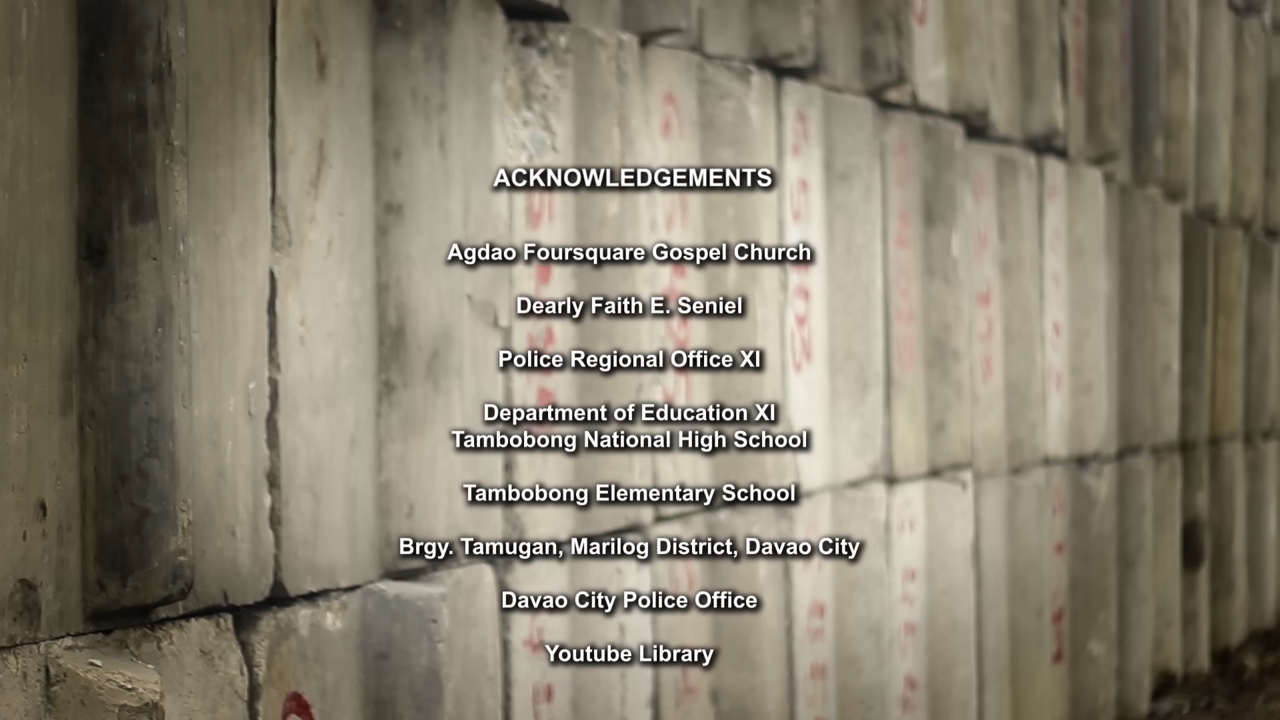 ACKNOWLEDGEMENTS
Agdao Foursquare Gospel Church
Dearly Faith E. Seniel
Police Regional Office XI
Department of Education XI
Tambobong National High School
Tambobong Elementary School
Brgy. Tamugan, Marilog District, Davao City
Davao City Police Office
Youtube Library